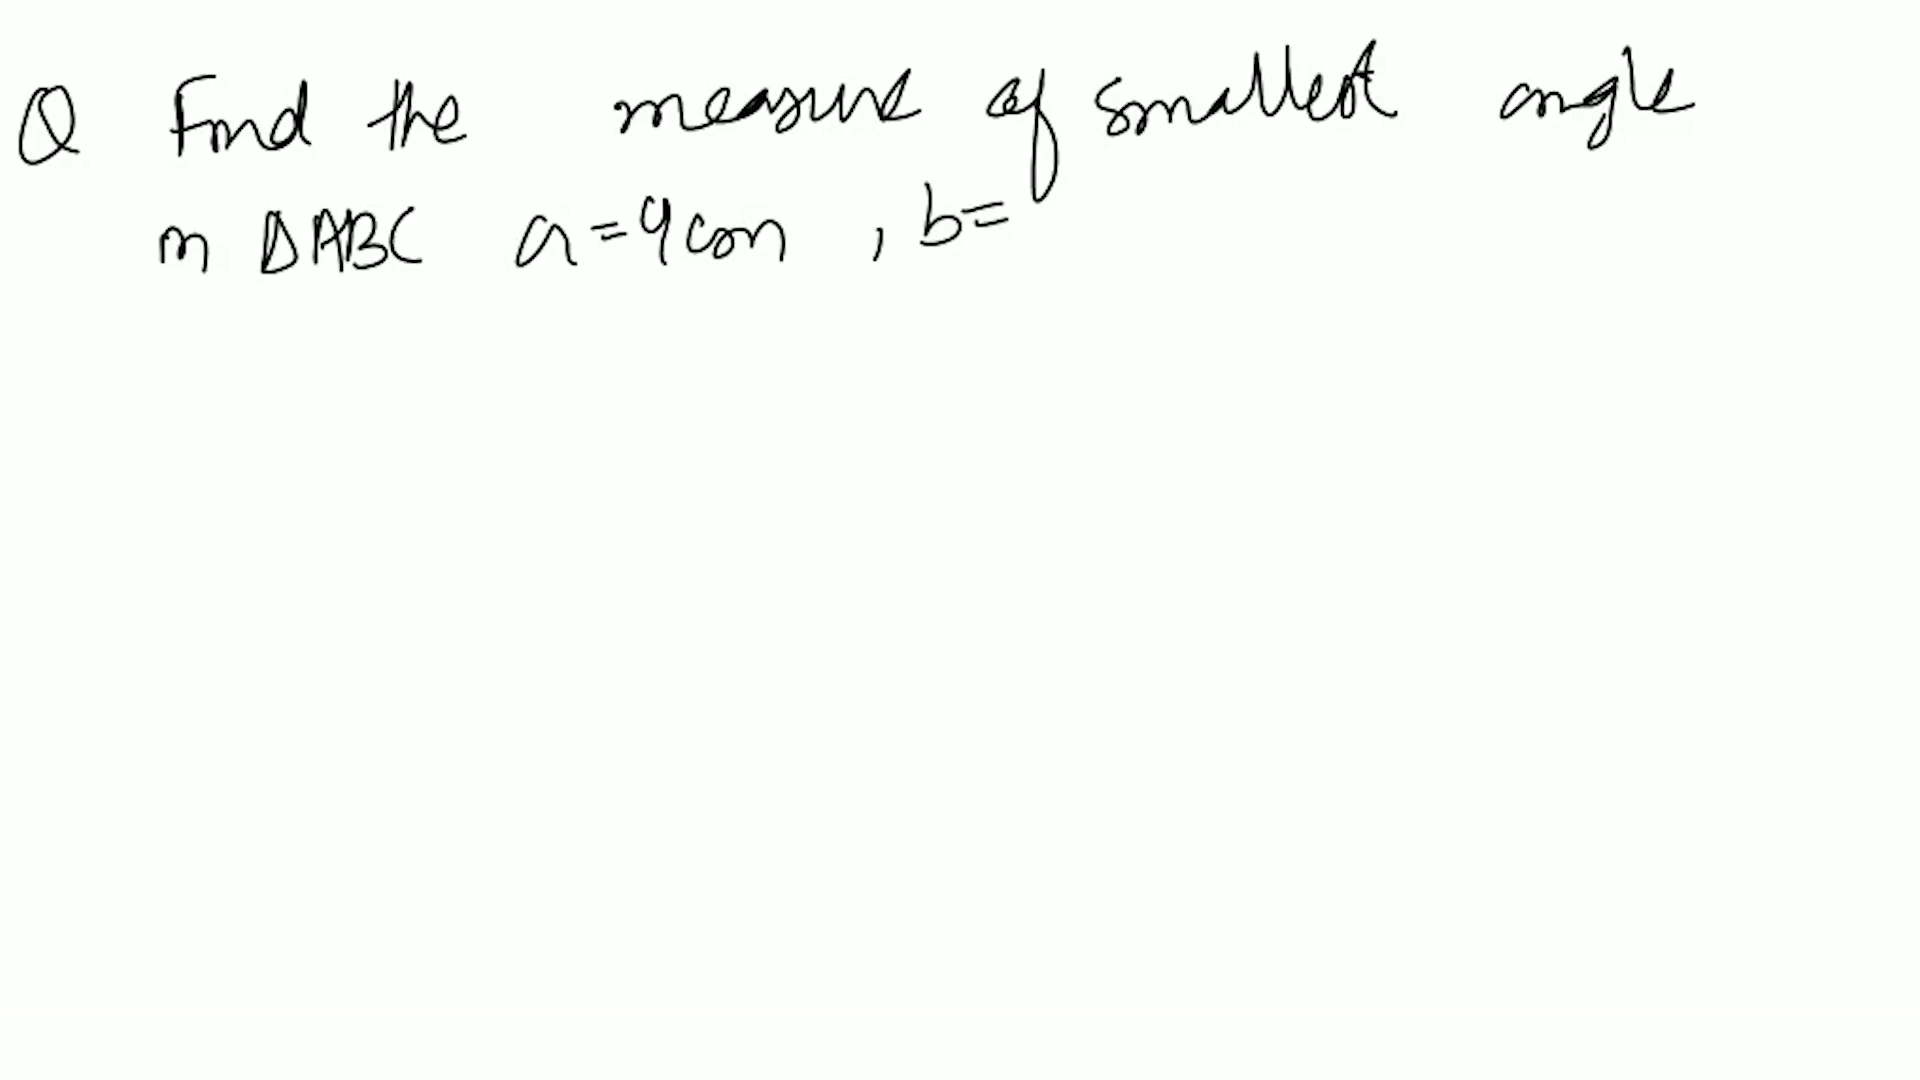 Q Find the measure of smallest angle
in ΔABC a=4cm , b=